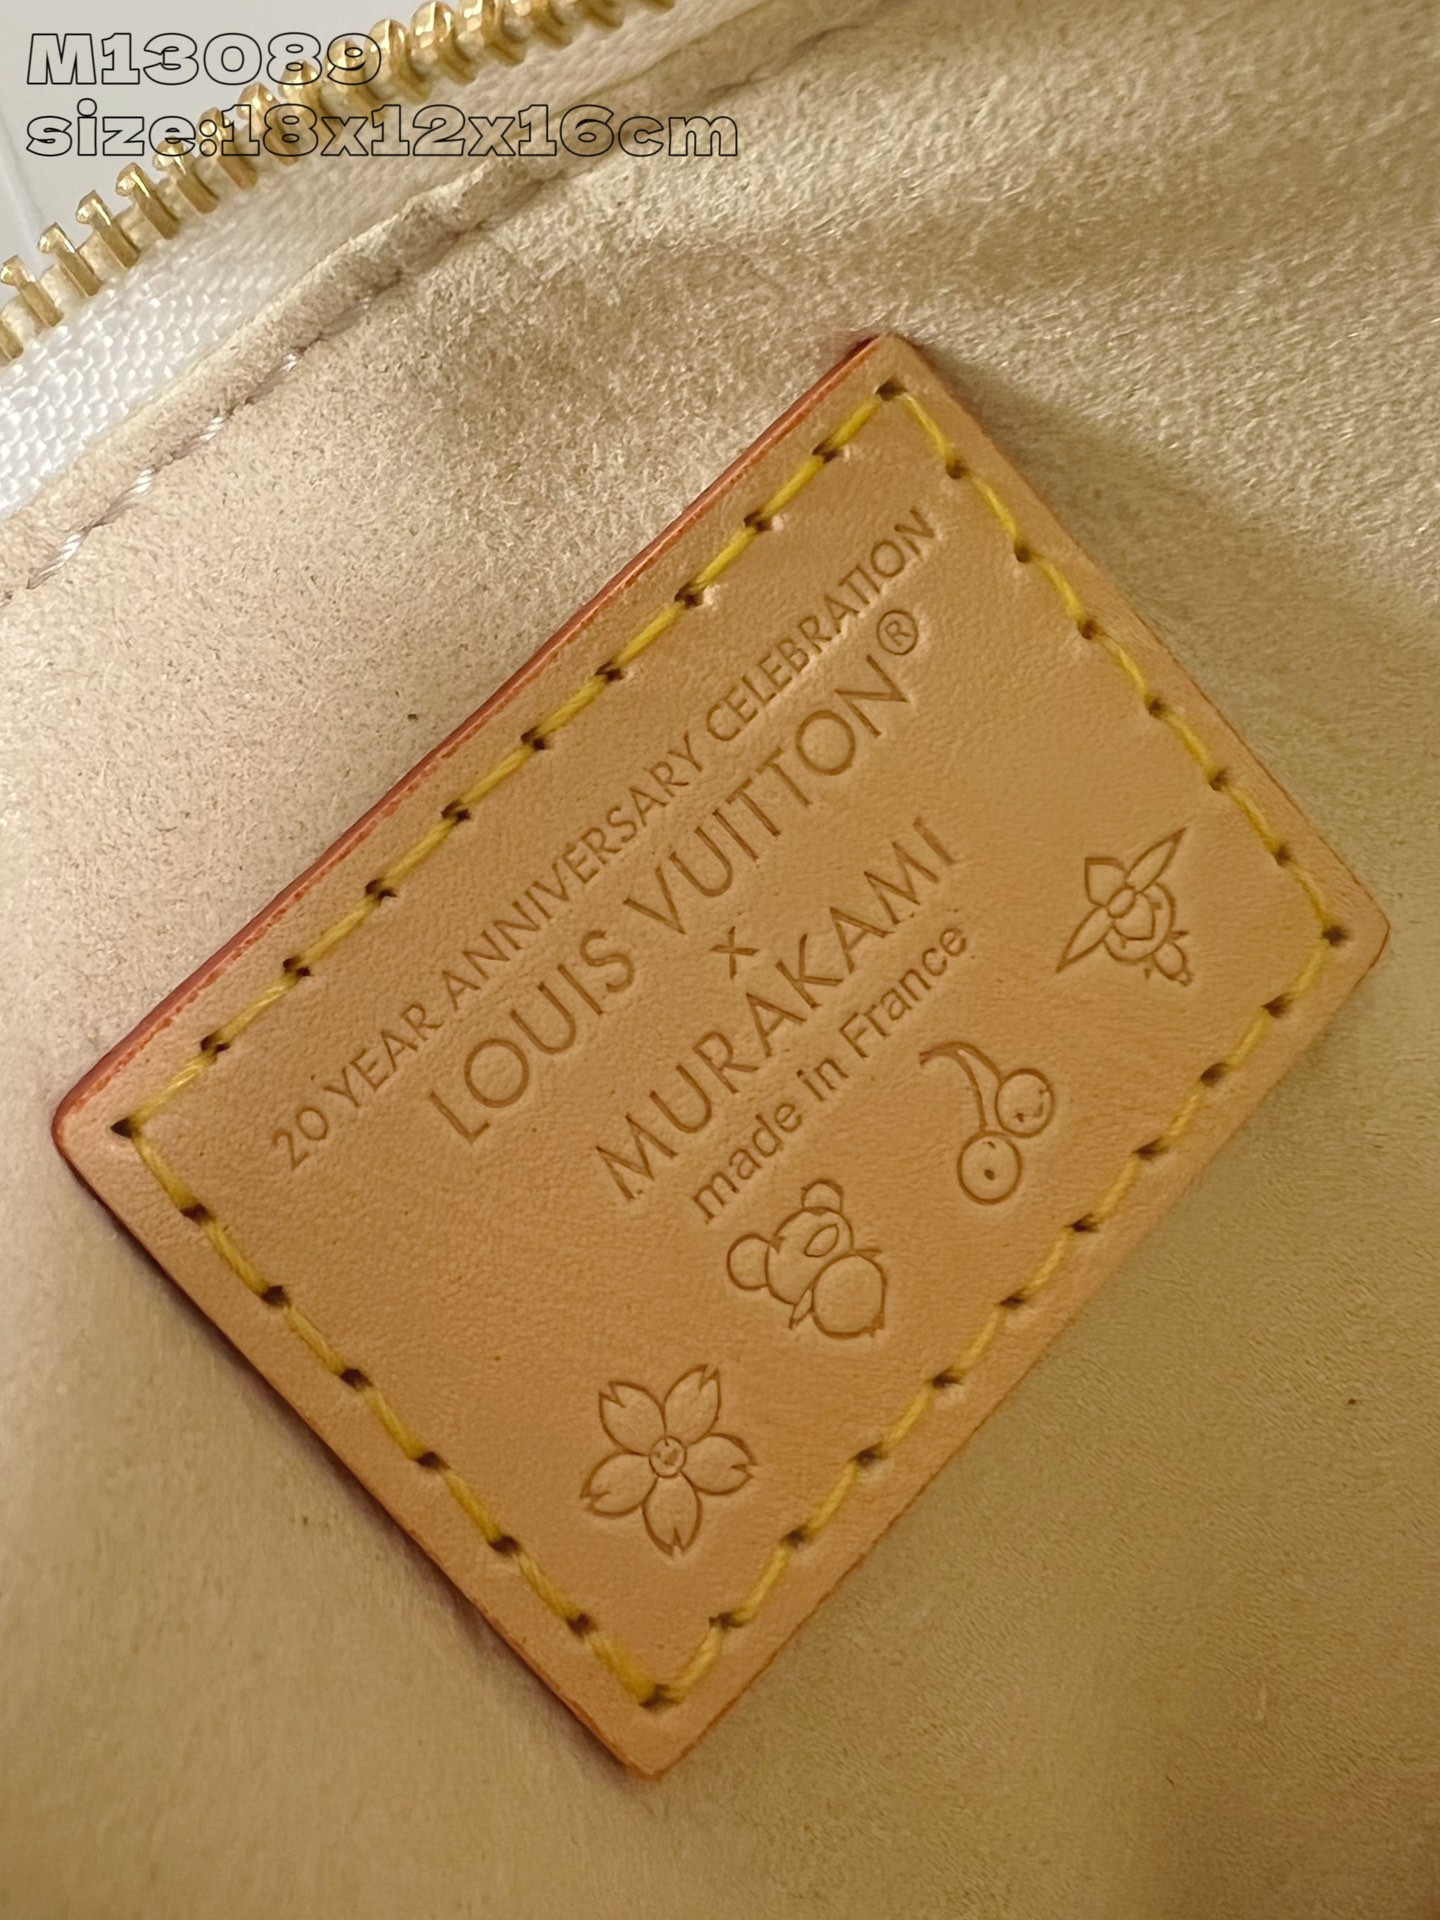 M13089
size:18x12x16cm
20 YEAR ANNIVERSARY CELEBRATION
LOUIS VUITTON®
x
MURAKAMI
made in France